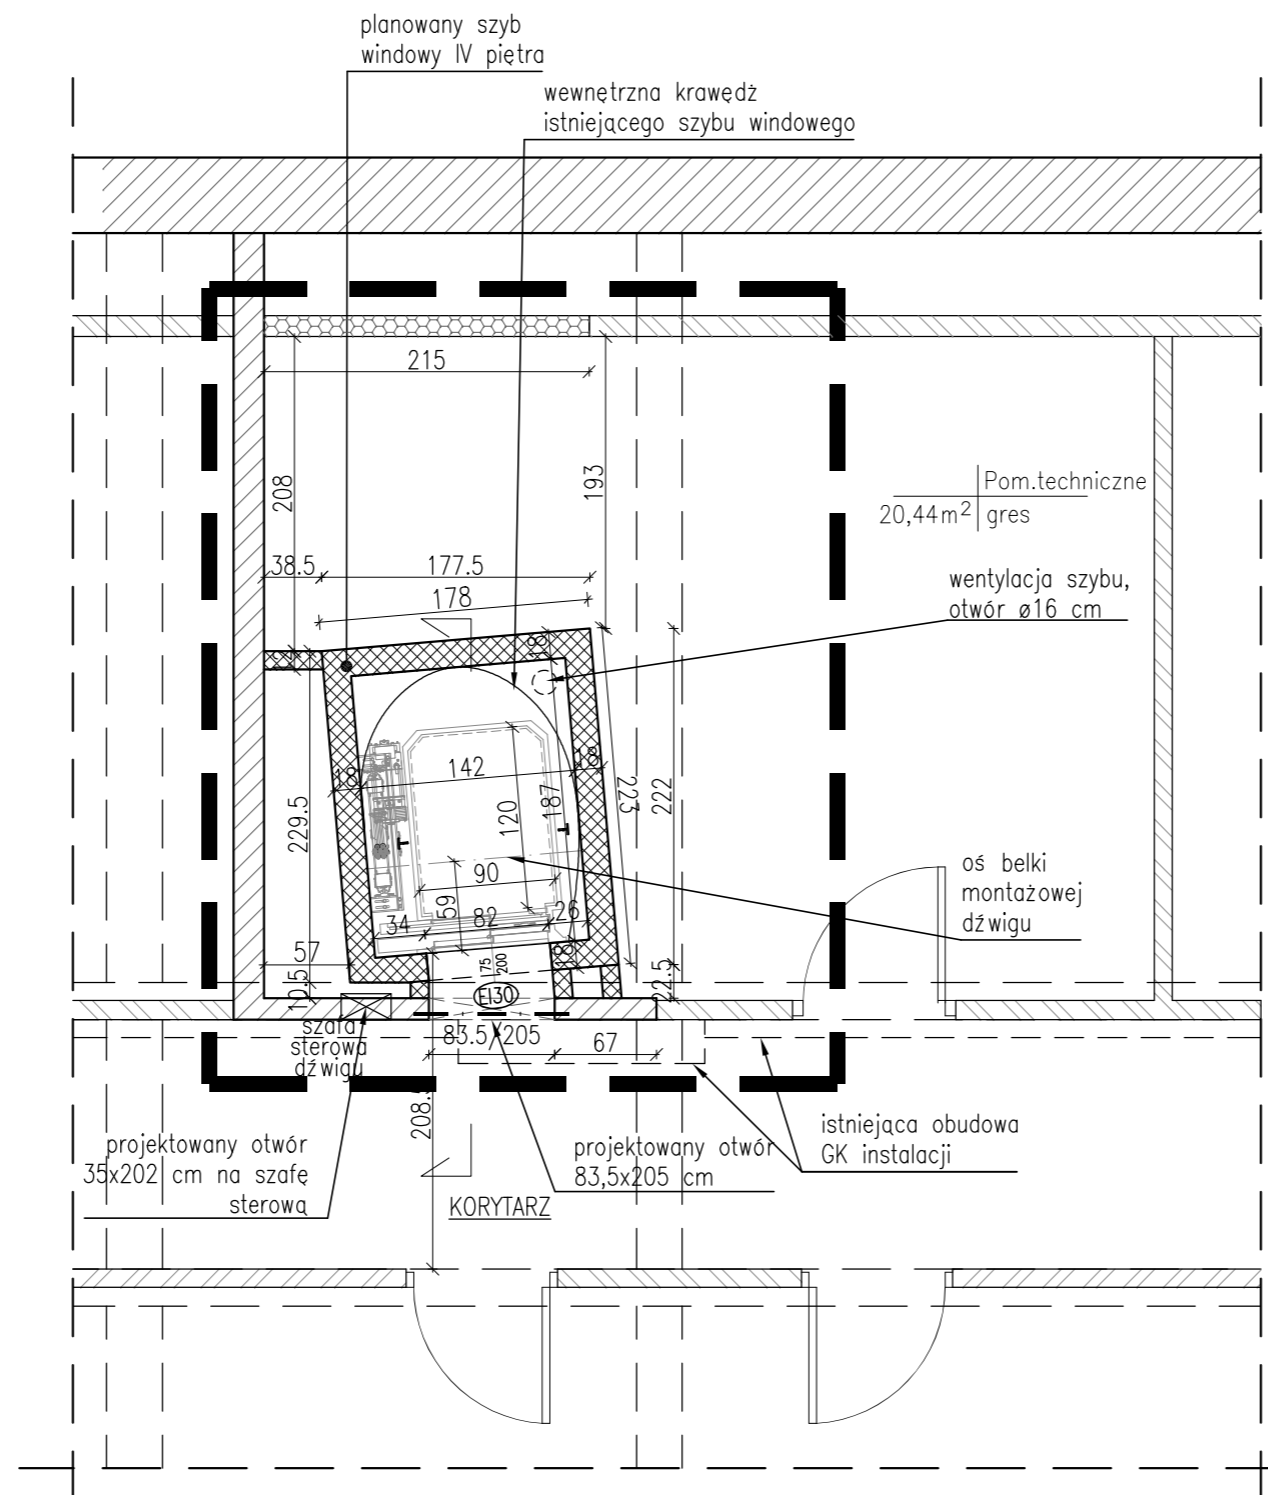 planowany szyb
windowy IV piętra
wewnętrzna krawędź
istniejącego szybu windowego
215
208
193
Pom.techniczne
20,44m² gres
38.5
177.5
178
wentylacja szybu,
otwór ø16 cm
18
12
18
142
18
223
222
229.5
120
187
90
59
oś belki
montażowej
dźwigu
34
82
26
57
18
75
200
10.5
22.5
EI30
szafa
sterowa
dźwigu
83.5/205
67
208.5
istniejąca obudowa
GK instalacji
projektowany otwór
35x202 cm na szafę
sterową
projektowany otwór
83,5x205 cm
KORYTARZ